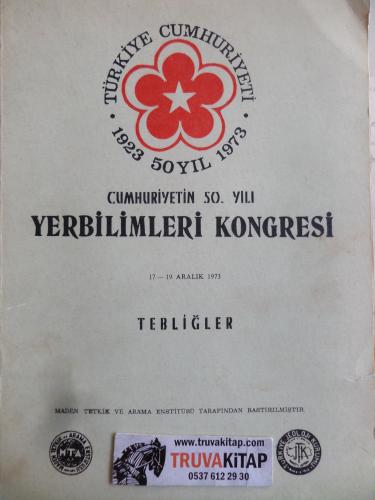 TÜRKİYE CUMHURİYETİ
1923 50 YIL 1973
CUMHURİYETİN 50. YILI
YERBİLİMLERİ KONGRESİ
17 — 19 ARALIK 1973
TEBLİĞLER
MADEN TETKİK VE ARAMA ENSTİTÜSÜ TARAFINDAN BASTIRILMIŞTIR
MTA
TJK
www.truvakitap.com
TRUVAKiTAP
0537 612 29 30